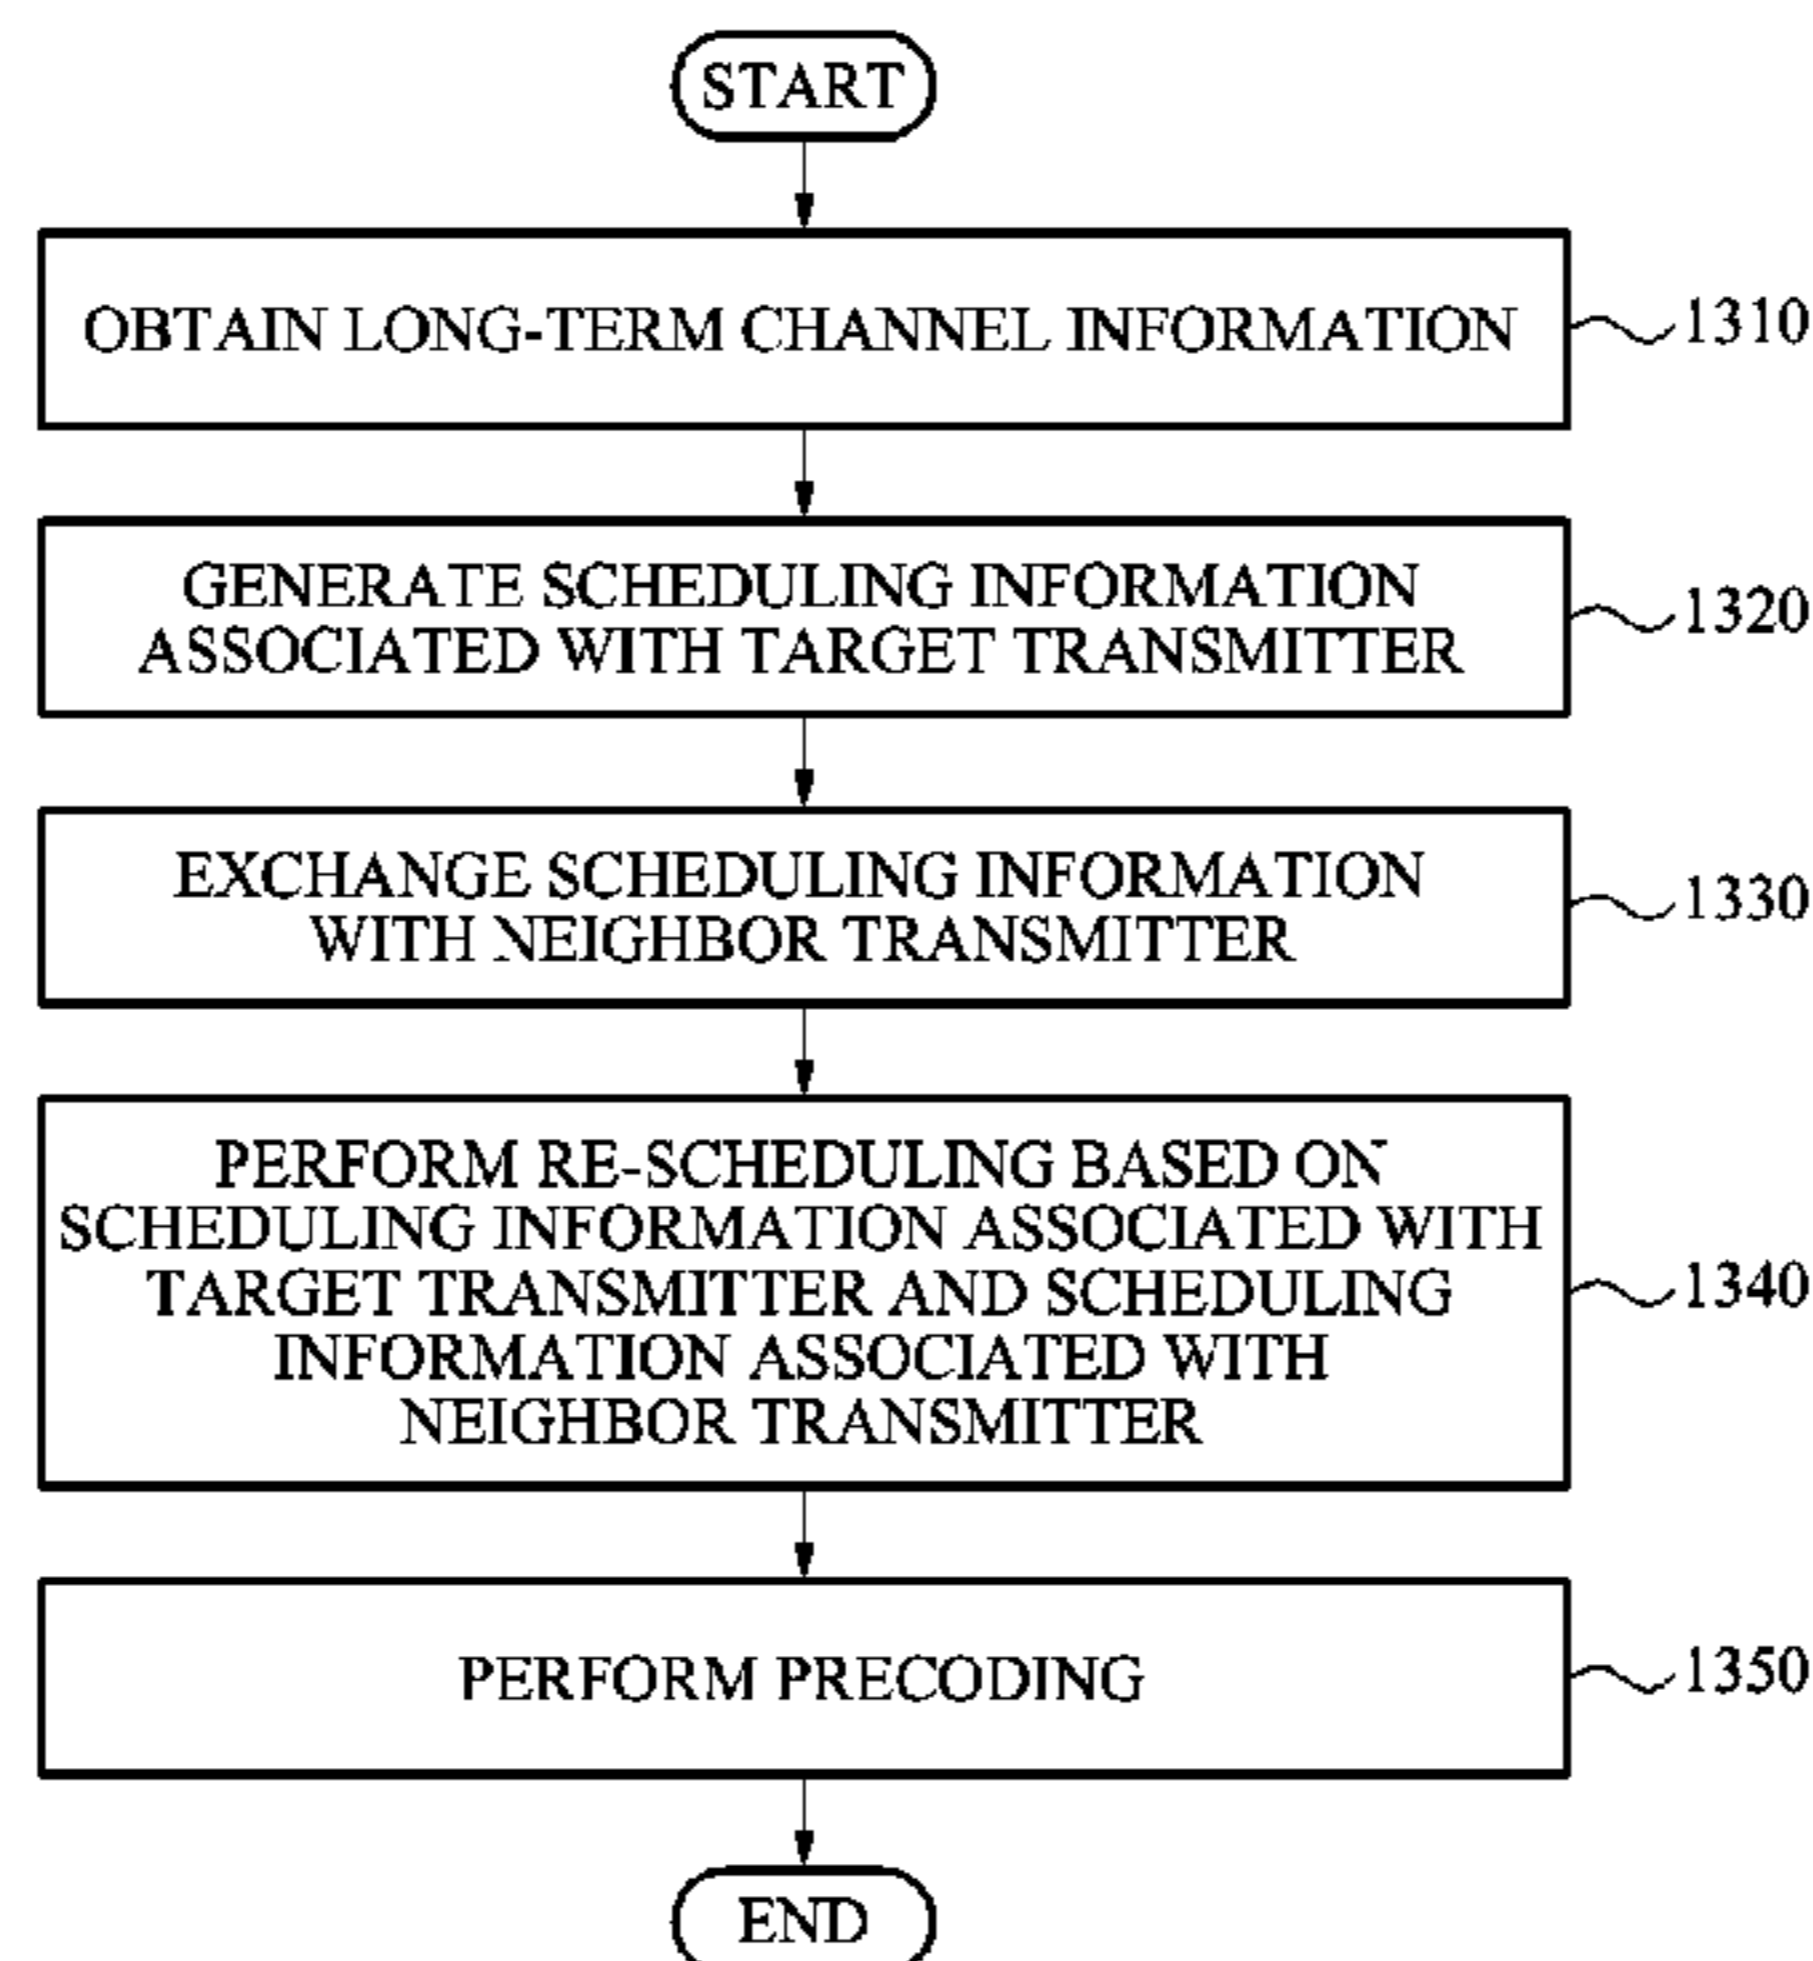 START
OBTAIN LONG-TERM CHANNEL INFORMATION
1310
GENERATE SCHEDULING INFORMATION
ASSOCIATED WITH TARGET TRANSMITTER
1320
EXCHANGE SCHEDULING INFORMATION
WITH NEIGHBOR TRANSMITTER
1330
PERFORM RE-SCHEDULING BASED ON
SCHEDULING INFORMATION ASSOCIATED WITH
TARGET TRANSMITTER AND SCHEDULING
INFORMATION ASSOCIATED WITH
NEIGHBOR TRANSMITTER
1340
PERFORM PRECODING
1350
END